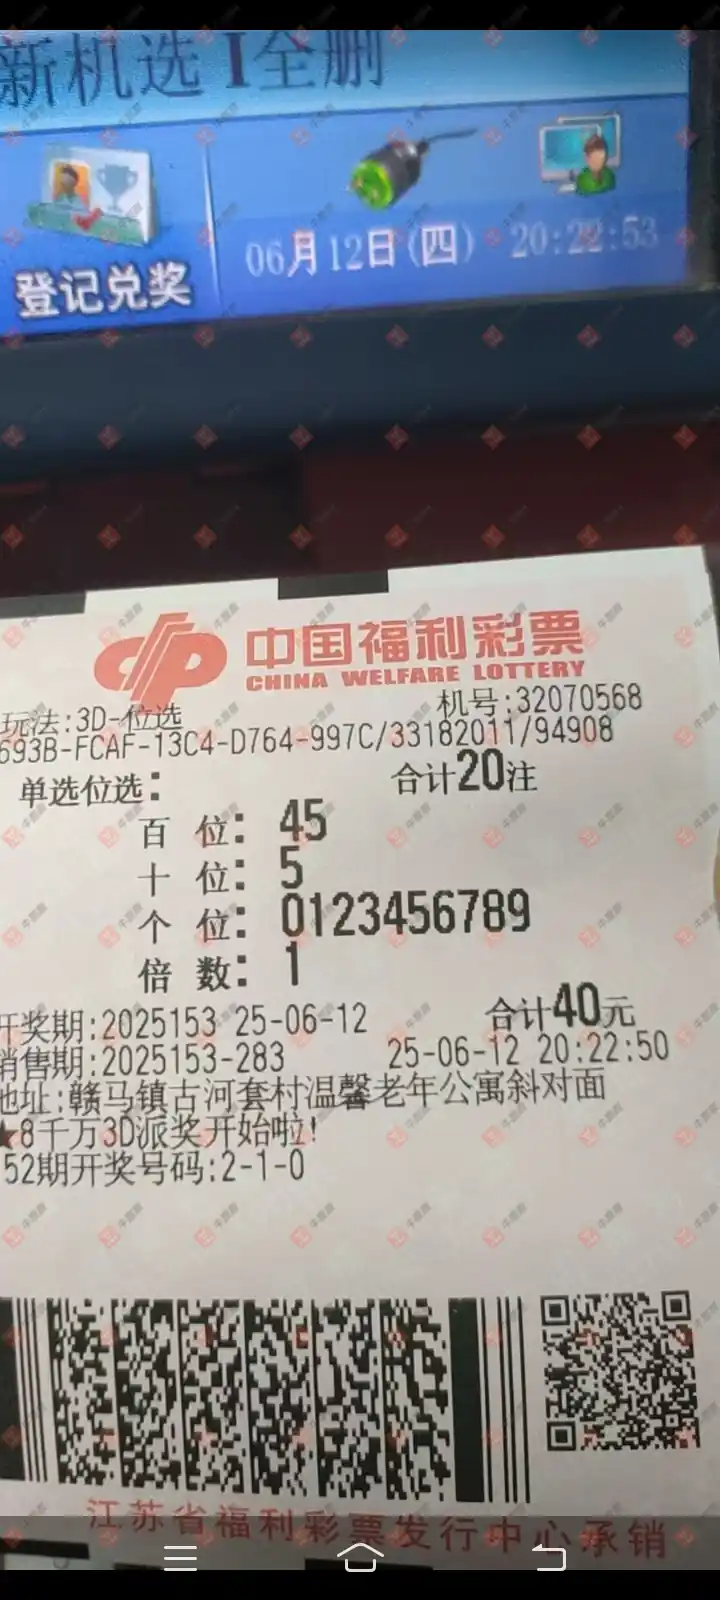 新机选 I全删
登记兑奖
06月12日(四) 20:22:53
中国福利彩票
CHINA WELFARE LOTTERY
玩法:3D-位选 机号:32070568
693B-FCAF-13C4-D764-997C/33182011/94908
单选位选: 合计20注
百 位: 45
十 位: 5
个 位: 0123456789
倍 数: 1
开奖期:2025153 25-06-12 合计40元
销售期:2025153-283 25-06-12 20:22:50
地址:赣马镇古河套村温馨老年公寓斜对面
★8千万3D派奖开始啦!
52期开奖号码:2-1-0
江苏省福利彩票发行中心承销